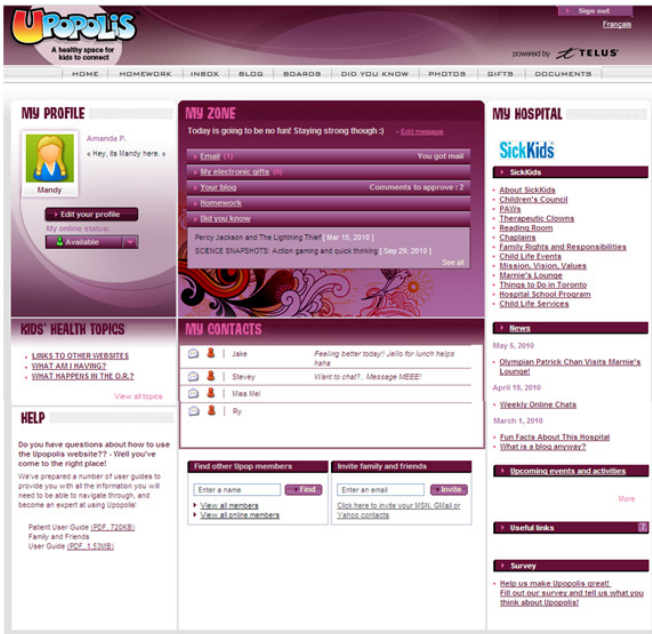 Sign out
Français
UPOPOLIS
A healthy space for
kids to connect
powered by TELUS
HOME | HOMEWORK | INBOX | BLOG | BOARDS | DID YOU KNOW | PHOTOS | GIFTS | DOCUMENTS
MY PROFILE
Amanda P.
« Hey, its Mandy here. »
Mandy
Edit your profile
My online status:
Available
KIDS' HEALTH TOPICS
LINKS TO OTHER WEBSITES
WHAT AM I HAVING?
WHAT HAPPENS IN THE O.R.?
View all topics
HELP
Do you have questions about how to use
the Upopolis website?? - Well you've
come to the right place!
We've prepared a number of user guides to
provide you with all the information you will
need to be able to navigate through, and
become an expert at using Upopolis!
Patient User Guide (PDF, 720KB)
Family and Friends
User Guide (PDF, 1.53MB)
MY ZONE
Today is going to be no fun! Staying strong though :) - Edit message
Email (1) You got mail
My electronic gifts (0)
Your blog Comments to approve : 2
Homework
Did you know
Percy Jackson and The Lightning Thief [ Mar 15, 2010 ]
SCIENCE SNAPSHOTS: Action gaming and quick thinking [ Sep 29, 2010 ]
See all
MY CONTACTS
Jake Feeling better today!! Jello for lunch helps
haha
Stevey Want to chat?.. Message MEEE!
Miss Mel
Ry
Find other Upop members
Enter a name Find
View all members
View all online members
Invite family and friends
Enter an email Invite
Click here to invite your MSN, GMail or
Yahoo contacts
MY HOSPITAL
SickKids
SickKids
About SickKids
Children's Council
PAWs
Therapeutic Clowns
Reading Room
Chaplains
Family Rights and Responsibilities
Child Life Events
Mission, Vision, Values
Marnie's Lounge
Things to Do in Toronto
Hospital School Program
Child Life Services
News
May 5, 2010
Olympian Patrick Chan Visits Marnie's
Lounge!
April 19, 2010
Weekly Online Chats
March 1, 2010
Fun Facts About This Hospital
What is a blog anyway?
Upcoming events and activities
More
Useful links ?
Survey
Help us make Upopolis great!
Fill out our survey and tell us what you
think about Upopolis!